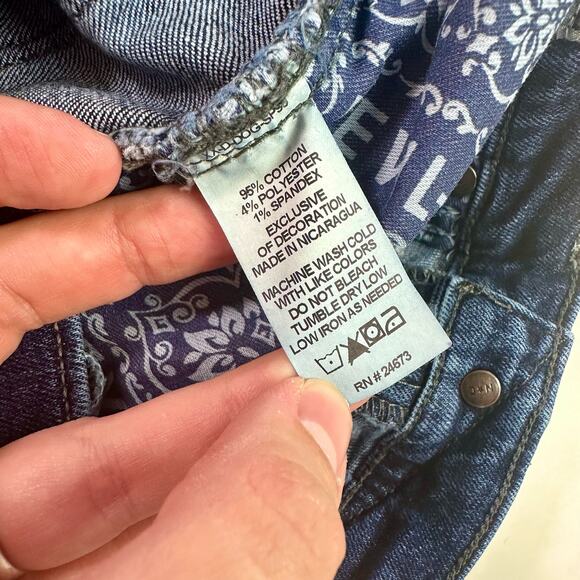 95% COTTON
4% POLYESTER
1% SPANDEX
EXCLUSIVE
OF DECORATION
MADE IN NICARAGUA
MACHINE WASH COLD
WITH LIKE COLORS
DO NOT BLEACH
TUMBLE DRY LOW
LOW IRON AS NEEDED
RN# 24673